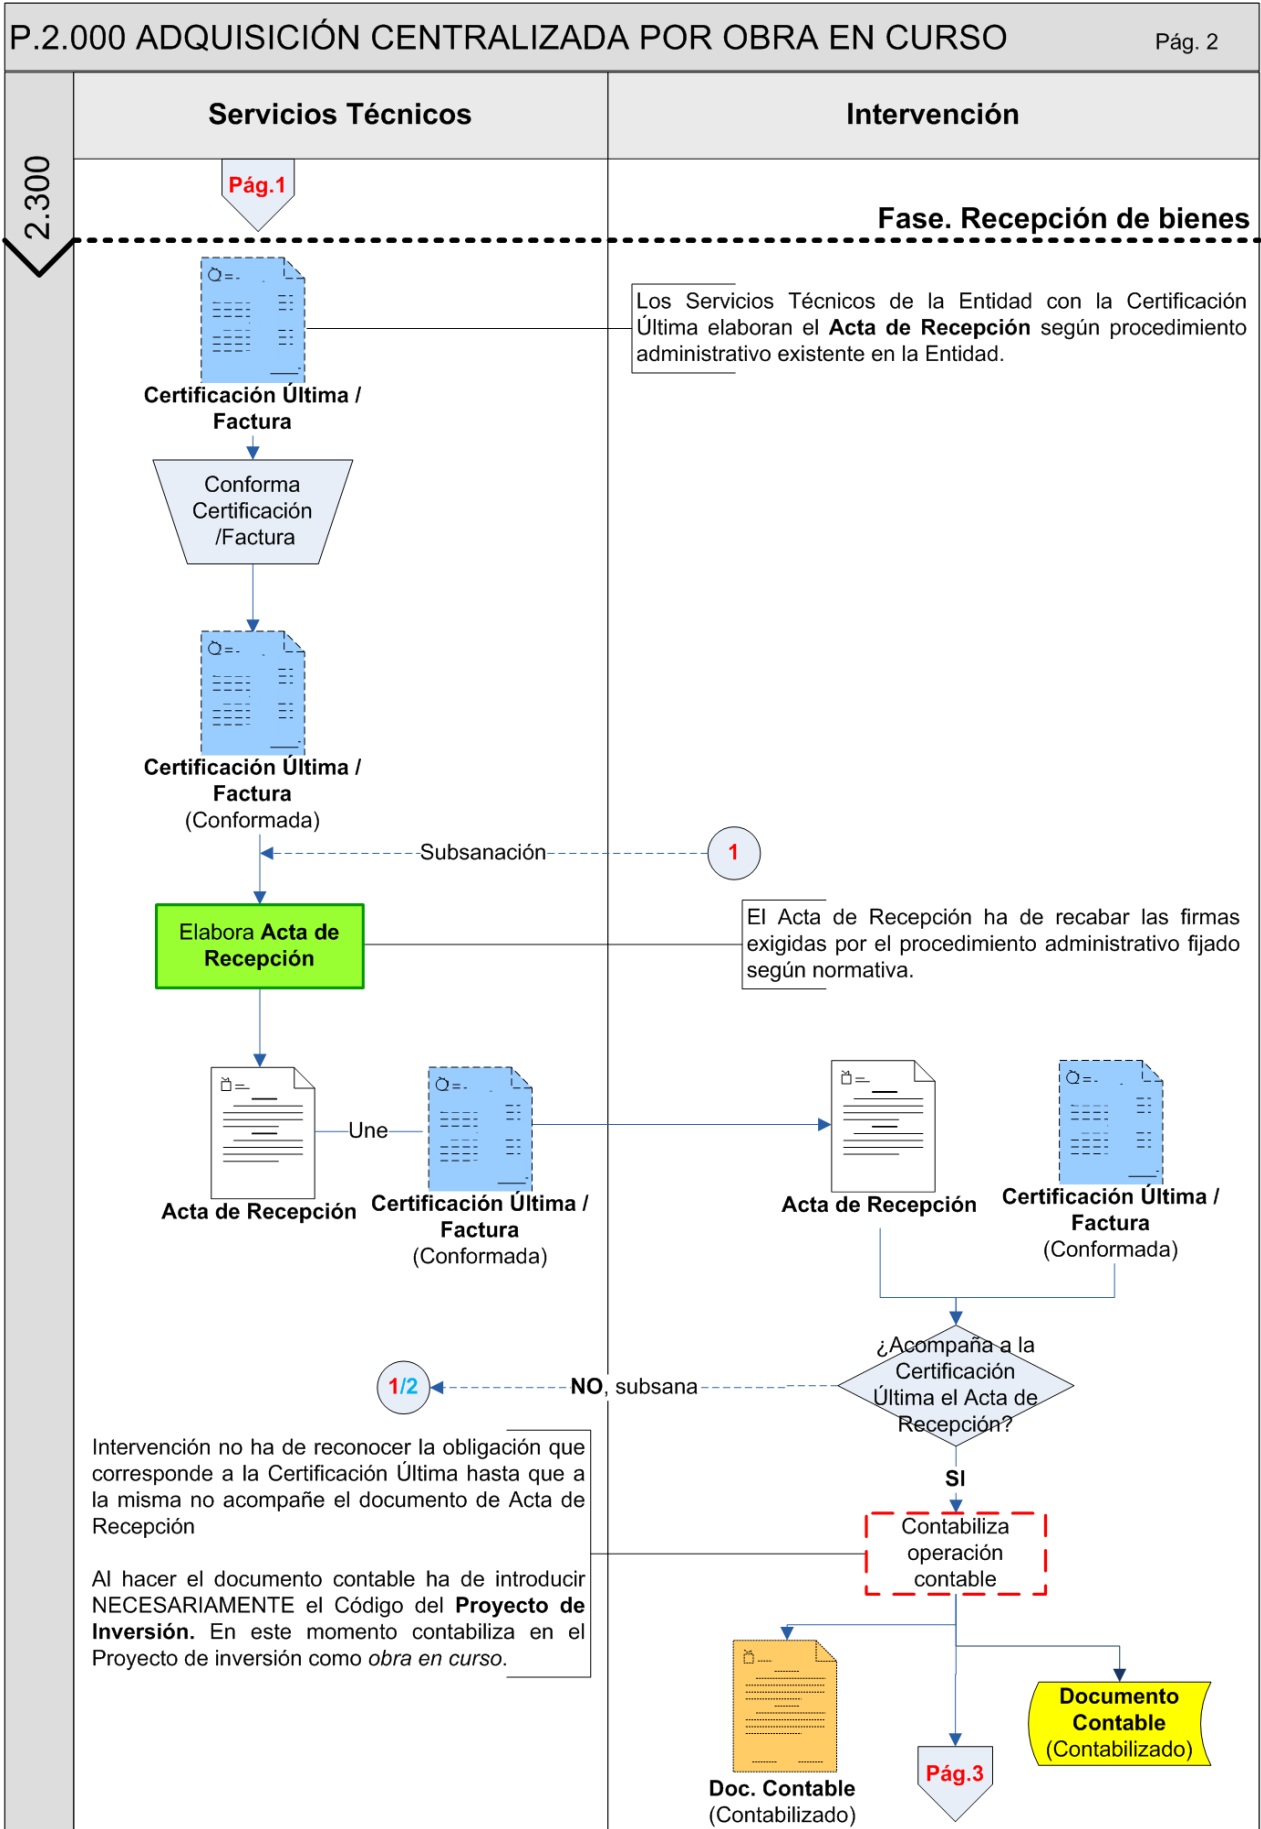 P.2.000 ADQUISICIÓN CENTRALIZADA POR OBRA EN CURSO
Pág. 2
2.300
Servicios Técnicos
Intervención
Pág.1
Fase. Recepción de bienes
Los Servicios Técnicos de la Entidad con la Certificación
Última elaboran el Acta de Recepción según procedimiento
administrativo existente en la Entidad.
Certificación Última /
Factura
Conforma
Certificación
/Factura
Certificación Última /
Factura
(Conformada)
Subsanación
1
Elabora Acta de
Recepción
El Acta de Recepción ha de recabar las firmas
exigidas por el procedimiento administrativo fijado
según normativa.
Une
Acta de Recepción
Certificación Última /
Factura
(Conformada)
Acta de Recepción
Certificación Última /
Factura
(Conformada)
¿Acompaña a la
Certificación
Última el Acta de
Recepción?
NO, subsana
1/2
SI
Intervención no ha de reconocer la obligación que
corresponde a la Certificación Última hasta que a
la misma no acompañe el documento de Acta de
Recepción
Al hacer el documento contable ha de introducir
NECESARIAMENTE el Código del Proyecto de
Inversión. En este momento contabiliza en el
Proyecto de inversión como obra en curso.
Contabiliza
operación
contable
Doc. Contable
(Contabilizado)
Pág.3
Documento
Contable
(Contabilizado)